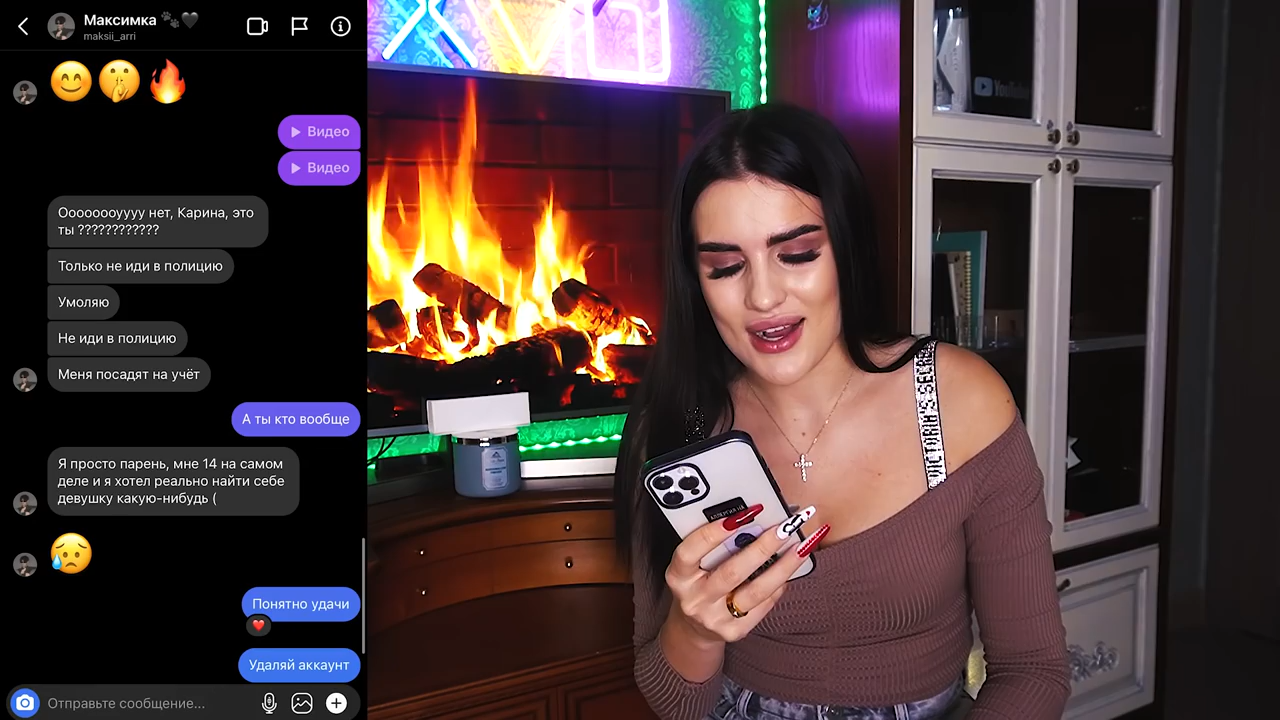 Максимка 🐾🖤
maksii_arri
😊🤫🔥
Видео
Видео
Ооооооооуууу нет, Карина, это
ты ????????????
Только не иди в полицию
Умоляю
Не иди в полицию
Меня посадят на учёт
А ты кто вообще
Я просто парень, мне 14 на самом
деле и я хотел реально найти себе
девушку какую-нибудь (
😥
Понятно удачи
❤️
Удаляй аккаунт
Отправьте сообщение...
YouTube
VICTORIA'S SECR